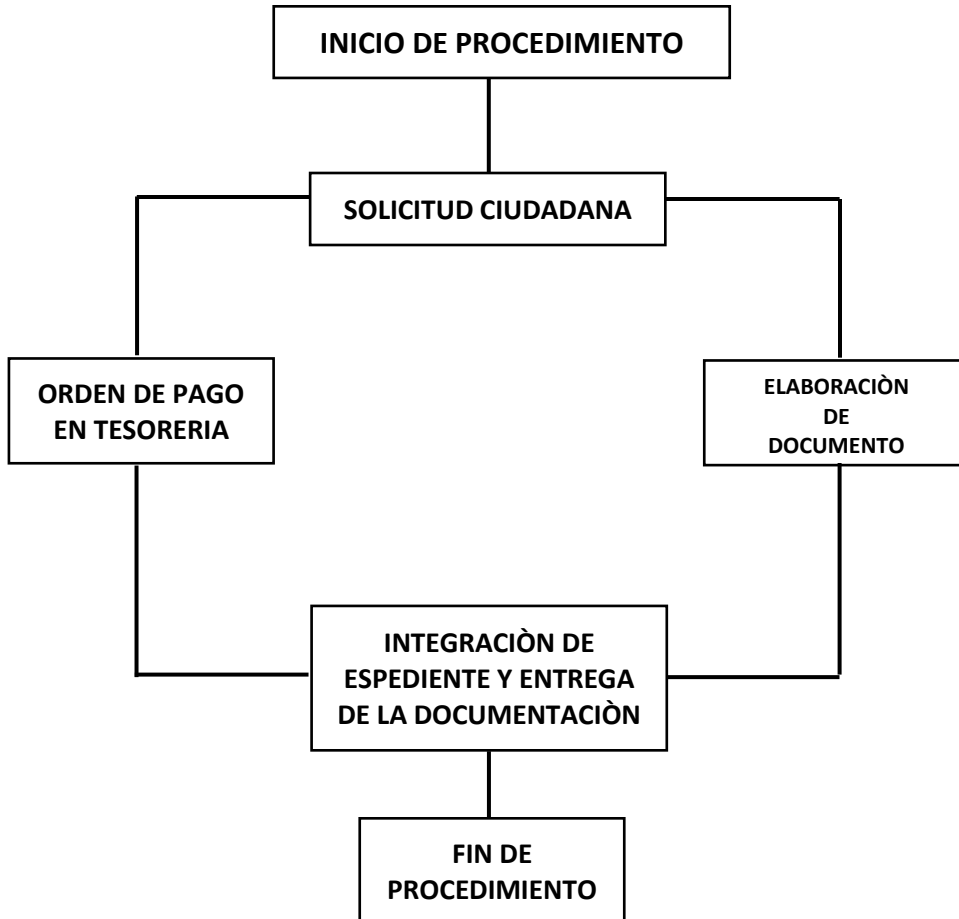 INICIO DE PROCEDIMIENTO
SOLICITUD CIUDADANA
ORDEN DE PAGO
EN TESORERIA
ELABORACIÒN
DE
DOCUMENTO
INTEGRACIÒN DE
ESPEDIENTE Y ENTREGA
DE LA DOCUMENTACIÒN
FIN DE
PROCEDIMIENTO